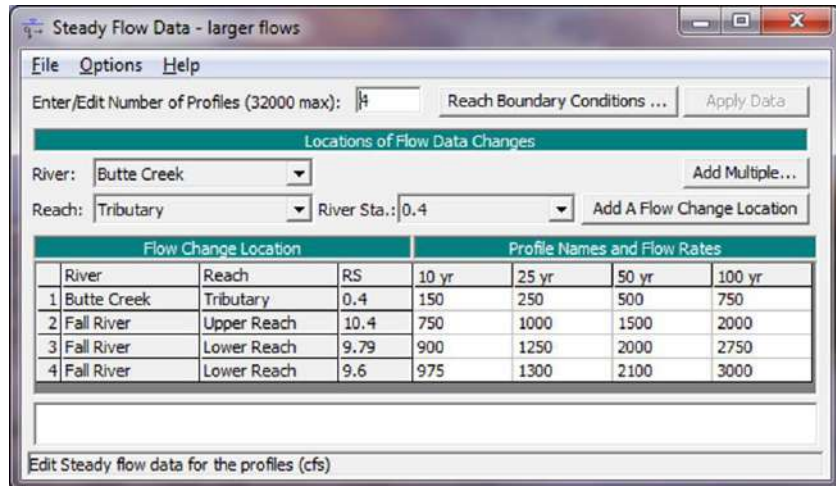 Steady Flow Data - larger flows
File Options Help
Enter/Edit Number of Profiles (32000 max): 4 Reach Boundary Conditions ... Apply Data
Locations of Flow Data Changes
River: Butte Creek Add Multiple...
Reach: Tributary River Sta.: 0.4 Add A Flow Change Location
Flow Change Location Profile Names and Flow Rates
River Reach RS 10 yr 25 yr 50 yr 100 yr
1 Butte Creek Tributary 0.4 150 250 500 750
2 Fall River Upper Reach 10.4 750 1000 1500 2000
3 Fall River Lower Reach 9.79 900 1250 2000 2750
4 Fall River Lower Reach 9.6 975 1300 2100 3000
Edit Steady flow data for the profiles (cfs)